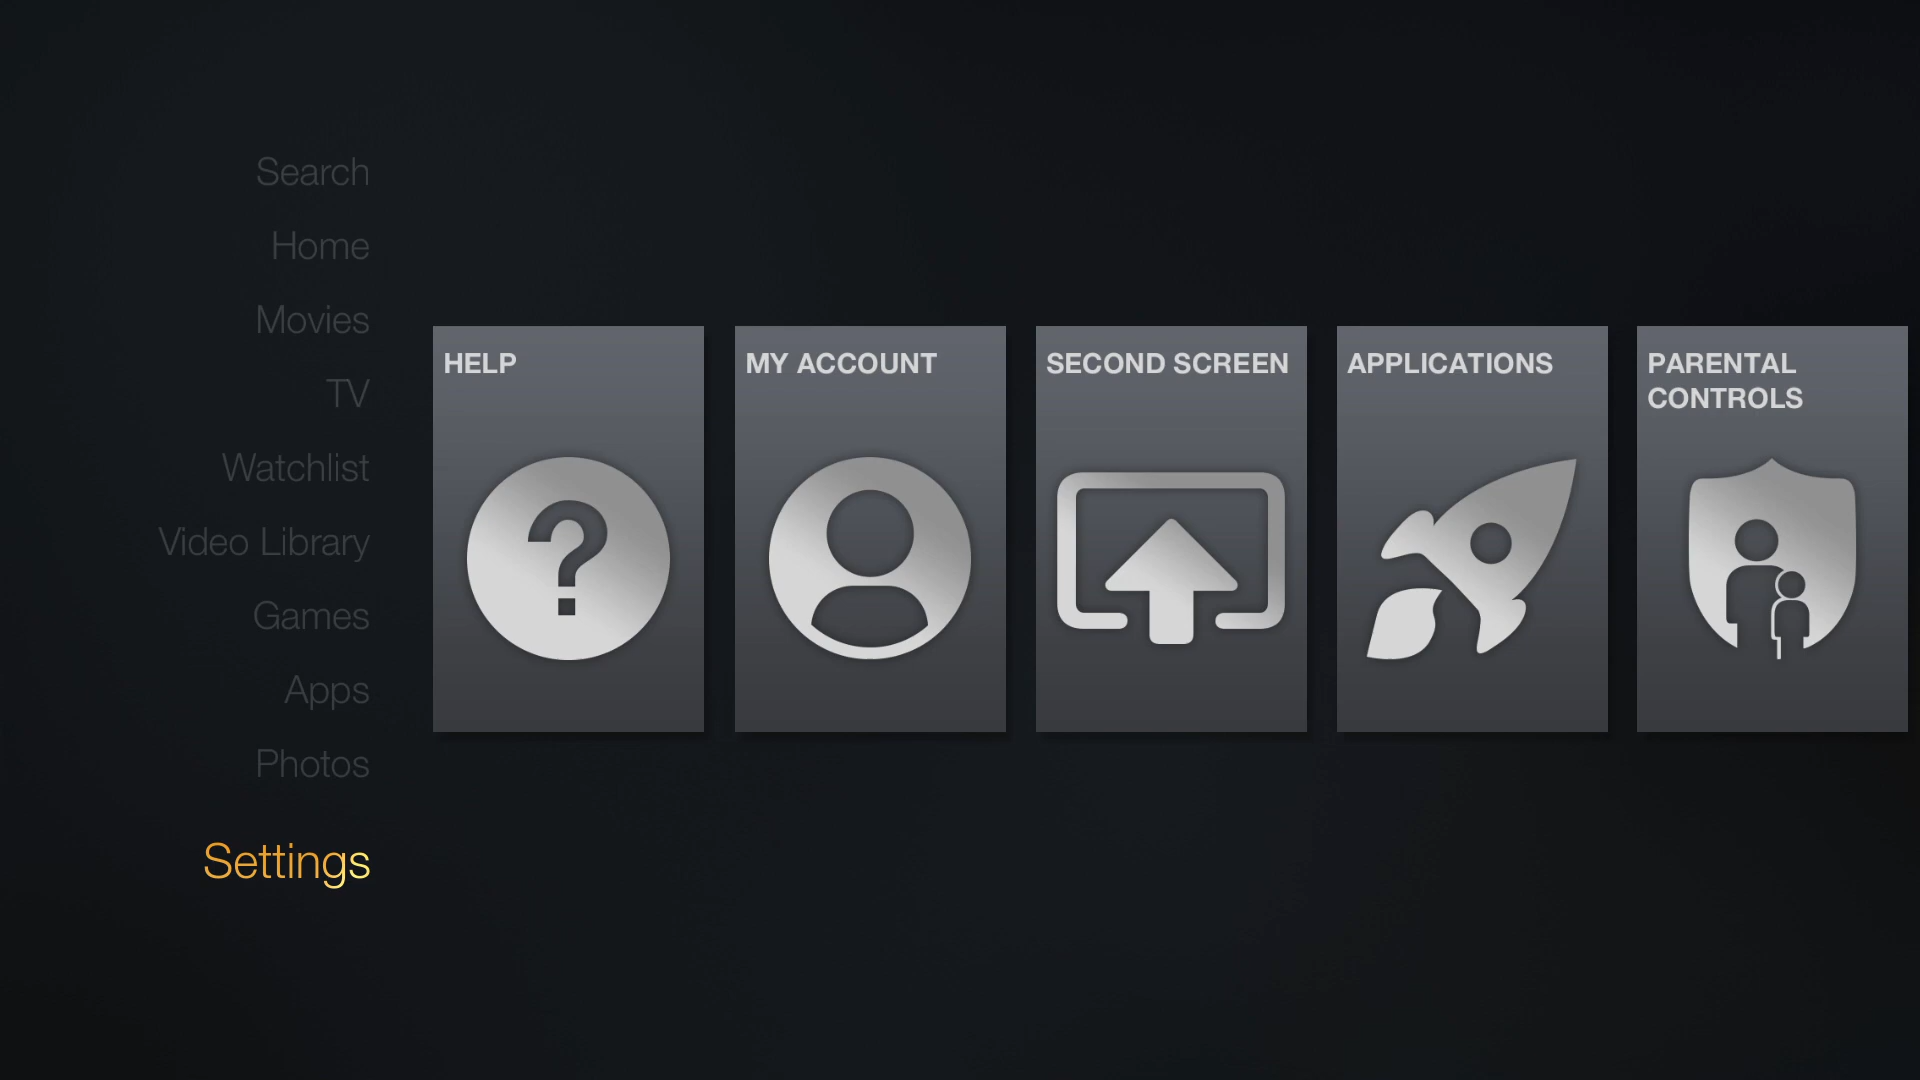 Search
Home
Movies
TV
Watchlist
Video Library
Games
Apps
Photos
Settings
HELP
MY ACCOUNT
SECOND SCREEN
APPLICATIONS
PARENTAL
CONTROLS